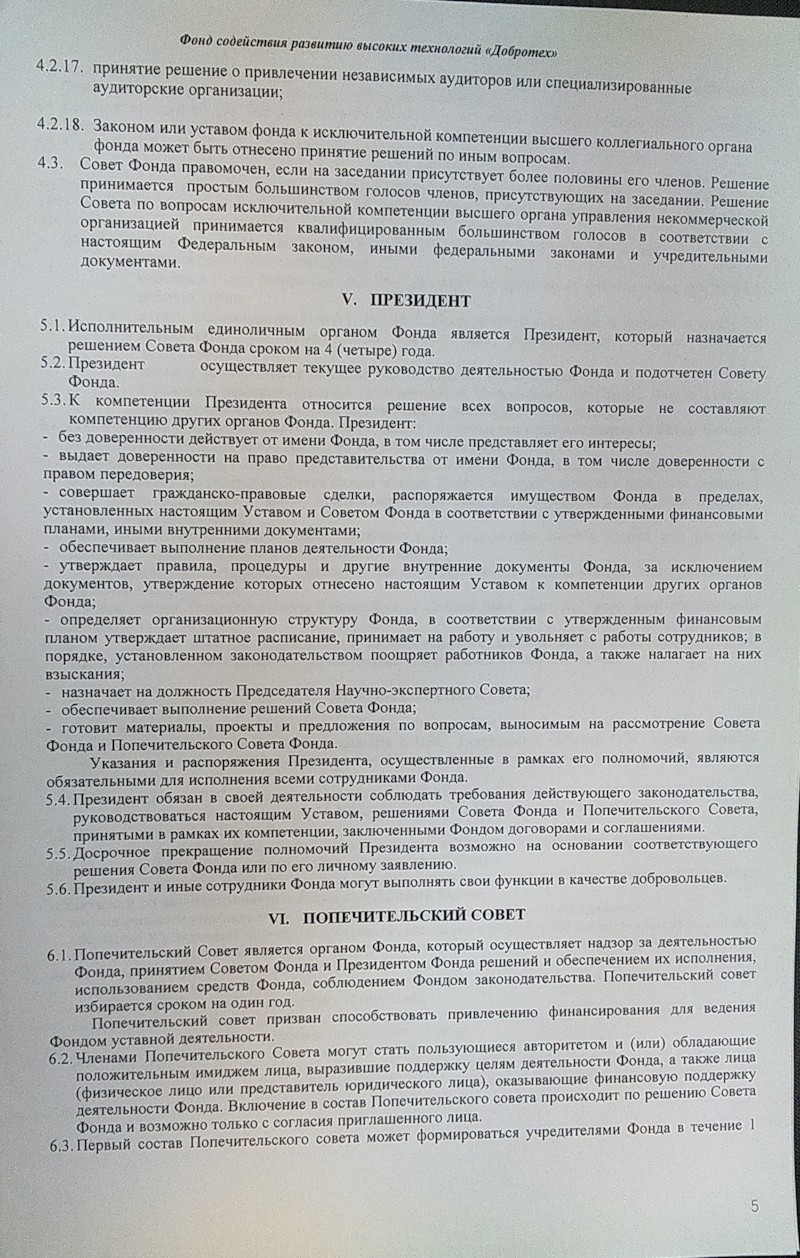 Фонд содействия развитию высоких технологий «Добротех»
4.2.17. принятие решение о привлечении независимых аудиторов или специализированные
аудиторские организации;
4.2.18. Законом или уставом фонда к исключительной компетенции высшего коллегиального органа
фонда может быть отнесено принятие решений по иным вопросам.
4.3. Совет Фонда правомочен, если на заседании присутствует более половины его членов. Решение
принимается простым большинством голосов членов, присутствующих на заседании. Решение
Совета по вопросам исключительной компетенции высшего органа управления некоммерческой
организацией принимается квалифицированным большинством голосов в соответствии с
настоящим Федеральным законом, иными федеральными законами и учредительными
документами.
V. ПРЕЗИДЕНТ
5.1. Исполнительным единоличным органом Фонда является Президент, который назначается
решением Совета Фонда сроком на 4 (четыре) года.
5.2. Президент осуществляет текущее руководство деятельностью Фонда и подотчетен Совету
Фонда.
5.3. К компетенции Президента относится решение всех вопросов, которые не составляют
компетенцию других органов Фонда. Президент:
- без доверенности действует от имени Фонда, в том числе представляет его интересы;
- выдает доверенности на право представительства от имени Фонда, в том числе доверенности с
правом передоверия;
- совершает гражданско-правовые сделки, распоряжается имуществом Фонда в пределах,
установленных настоящим Уставом и Советом Фонда в соответствии с утвержденными финансовыми
планами, иными внутренними документами;
- обеспечивает выполнение планов деятельности Фонда;
- утверждает правила, процедуры и другие внутренние документы Фонда, за исключением
документов, утверждение которых отнесено настоящим Уставом к компетенции других органов
Фонда;
- определяет организационную структуру Фонда, в соответствии с утвержденным финансовым
планом утверждает штатное расписание, принимает на работу и увольняет с работы сотрудников; в
порядке, установленном законодательством поощряет работников Фонда, а также налагает на них
взыскания;
- назначает на должность Председателя Научно-экспертного Совета;
- обеспечивает выполнение решений Совета Фонда;
- готовит материалы, проекты и предложения по вопросам, выносимым на рассмотрение Совета
Фонда и Попечительского Совета Фонда.
Указания и распоряжения Президента, осуществленные в рамках его полномочий, являются
обязательными для исполнения всеми сотрудниками Фонда.
5.4. Президент обязан в своей деятельности соблюдать требования действующего законодательства,
руководствоваться настоящим Уставом, решениями Совета Фонда и Попечительского Совета,
принятыми в рамках их компетенции, заключенными Фондом договорами и соглашениями.
5.5. Досрочное прекращение полномочий Президента возможно на основании соответствующего
решения Совета Фонда или по его личному заявлению.
5.6. Президент и иные сотрудники Фонда могут выполнять свои функции в качестве добровольцев.
VI. ПОПЕЧИТЕЛЬСКИЙ СОВЕТ
6.1. Попечительский Совет является органом Фонда, который осуществляет надзор за деятельностью
Фонда, принятием Советом Фонда и Президентом Фонда решений и обеспечением их исполнения,
использованием средств Фонда, соблюдением Фондом законодательства. Попечительский совет
избирается сроком на один год.
Попечительский совет призван способствовать привлечению финансирования для ведения
Фондом уставной деятельности.
6.2. Членами Попечительского Совета могут стать пользующиеся авторитетом и (или) обладающие
положительным имиджем лица, выразившие поддержку целям деятельности Фонда, а также лица
(физическое лицо или представитель юридического лица), оказывающие финансовую поддержку
деятельности Фонда. Включение в состав Попечительского совета происходит по решению Совета
Фонда и возможно только с согласия приглашенного лица.
6.3. Первый состав Попечительского совета может формироваться учредителями Фонда в течение 1
5